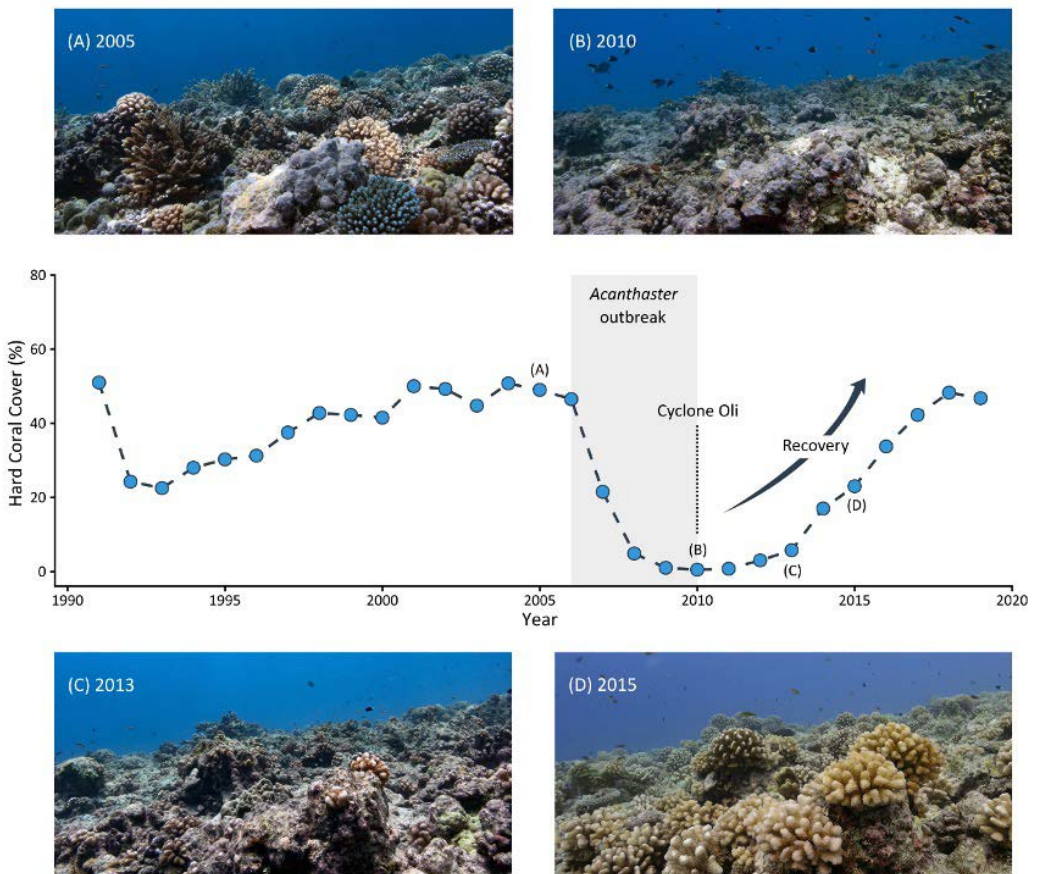 (A) 2005
(B) 2010
80
60
40
20
0
Hard Coral Cover (%)
Acanthaster
outbreak
(A)
Cyclone Oli
Recovery
(B)
(C)
(D)
1990
1995
2000
2005
2010
2015
2020
Year
(C) 2013
(D) 2015